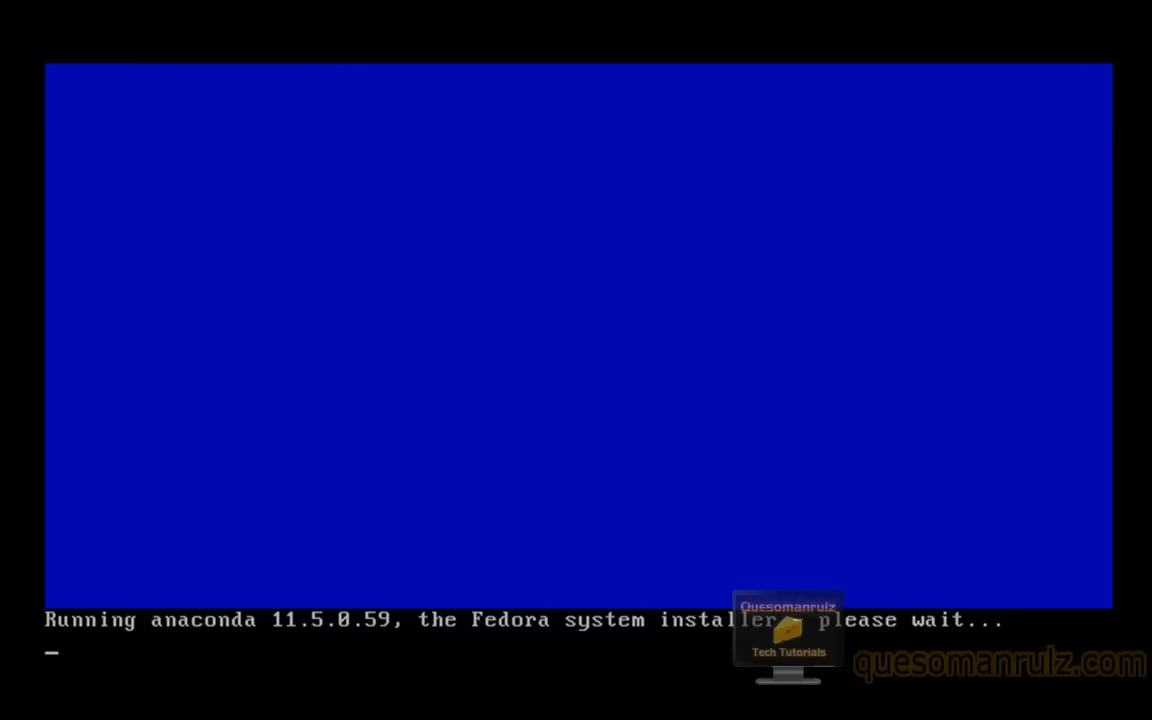 Quesomanrulz
Running anaconda 11.5.0.59, the Fedora system installer - please wait...
Tech Tutorials
quesomanrulz.com